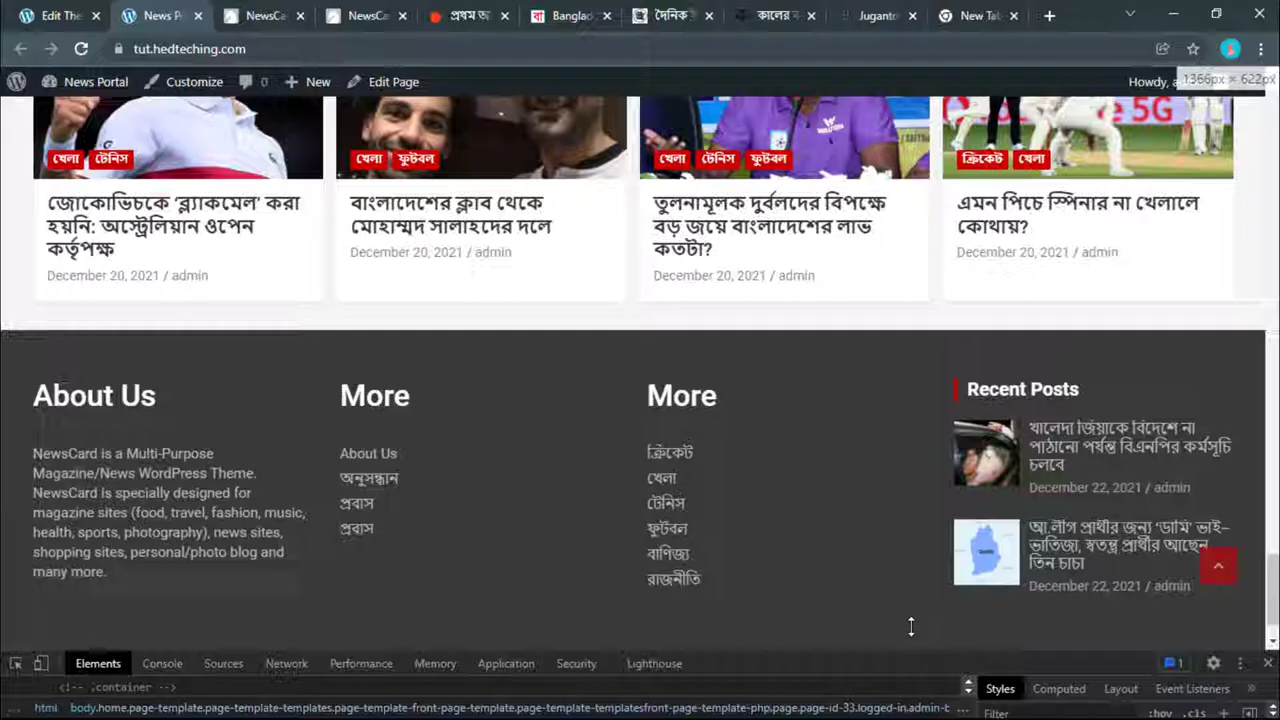 Edit The
News P
NewsCa
NewsCa
প্রথম আ
Banglad
দৈনিক ই
কালের ক
Juganto
New Tab
tut.hedteching.com
News Portal
Customize
0
New
Edit Page
Howdy, a
1366px × 622px
5G
খেলা
টেনিস
খেলা
ফুটবল
খেলা
টেনিস
ফুটবল
ক্রিকেট
খেলা
জোকোভিচকে ‘ব্ল্যাকমেল’ করা
হয়নি: অস্ট্রেলিয়ান ওপেন
কর্তৃপক্ষ
December 20, 2021 / admin
বাংলাদেশের ক্লাব থেকে
মোহাম্মদ সালাহদের দলে
December 20, 2021 / admin
তুলনামূলক দুর্বলদের বিপক্ষে
বড় জয়ে বাংলাদেশের লাভ
কতটা?
December 20, 2021 / admin
এমন পিচে স্পিনার না খেলালে
কোথায়?
December 20, 2021 / admin
About Us
NewsCard is a Multi-Purpose
Magazine/News WordPress Theme.
NewsCard is specially designed for
magazine sites (food, travel, fashion, music,
health, sports, photography), news sites,
shopping sites, personal/photo blog and
many more.
More
About Us
অনুসন্ধান
প্রবাস
প্রবাস
More
ক্রিকেট
খেলা
টেনিস
ফুটবল
বাণিজ্য
রাজনীতি
Recent Posts
খালেদা জিয়াকে বিদেশে না
পাঠানো পর্যন্ত বিএনপির কর্মসূচি
চলবে
December 22, 2021 / admin
আ.লীগ প্রার্থীর জন্য ‘ডামি’ ভাই–
ভাতিজা, স্বতন্ত্র প্রার্থীর আছেন
তিন চাচা
December 22, 2021 / admin
Elements
Console
Sources
Network
Performance
Memory
Application
Security
Lighthouse
1
<!-- .container -->
Styles
Computed
Layout
Event Listeners
... html body.home.page-template.page-template-templates.page-template-front-page-template.page-template-templatesfront-page-template-php.page.page-id-33.logged-in.admin-b ...
Filter
:hov .cls